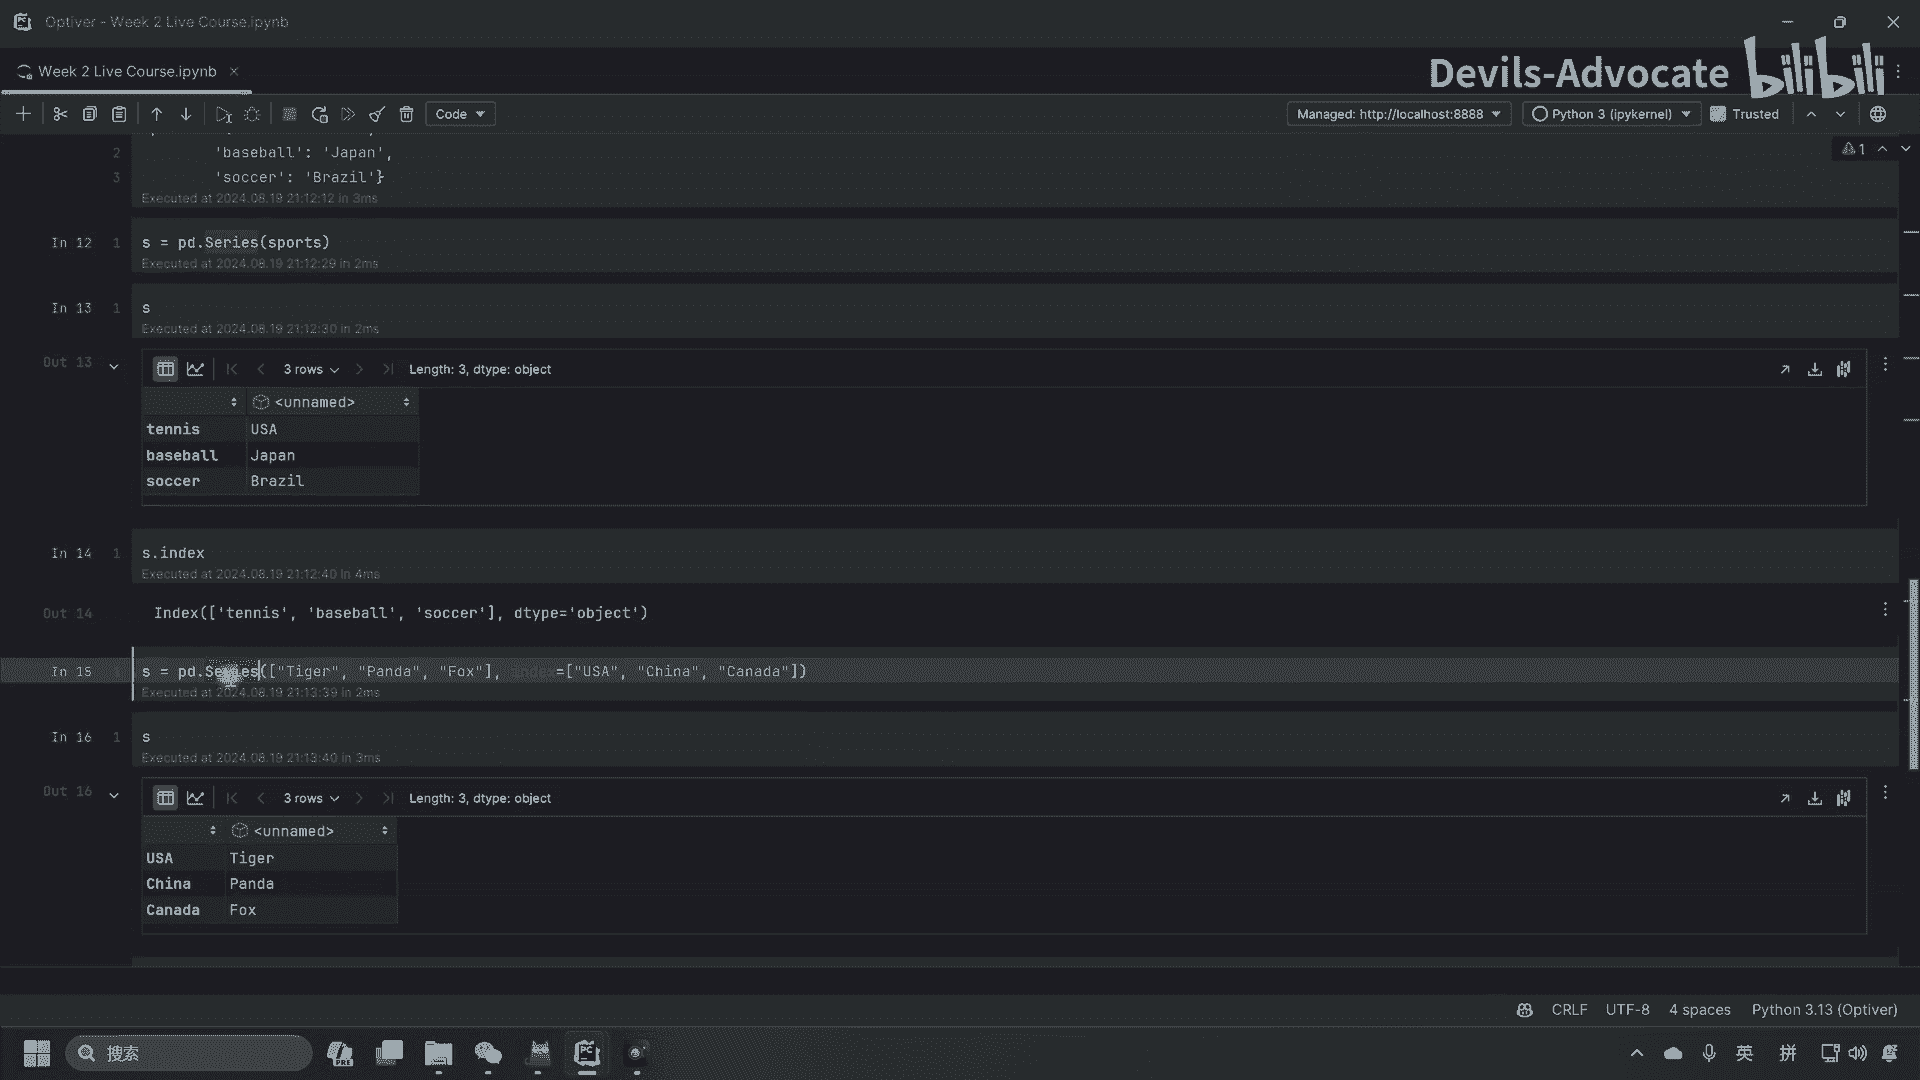 Optiver - Week 2 Live Course.ipynb
Week 2 Live Course.ipynb
Devils-Advocate bilibili
Code
Managed: http://localhost:8888
Python 3 (ipykernel)
Trusted
2 'baseball': 'Japan',
1
3 'soccer': 'Brazil'}
Executed at 2024.08.19 21:12:12 in 3ms
In 12 1 s = pd.Series(sports)
Executed at 2024.08.19 21:12:29 in 2ms
In 13 1 s
Executed at 2024.08.19 21:12:30 in 2ms
Out 13
3 rows Length: 3, dtype: object
<unnamed>
tennis USA
baseball Japan
soccer Brazil
In 14 1 s.index
Executed at 2024.08.19 21:12:40 in 4ms
Out 14 Index(['tennis', 'baseball', 'soccer'], dtype='object')
In 15 1 s = pd.Series(["Tiger", "Panda", "Fox"], index=["USA", "China", "Canada"])
Executed at 2024.08.19 21:13:39 in 2ms
In 16 1 s
Executed at 2024.08.19 21:13:40 in 3ms
Out 16
3 rows Length: 3, dtype: object
<unnamed>
USA Tiger
China Panda
Canada Fox
CRLF UTF-8 4 spaces Python 3.13 (Optiver)
搜索
PRE
PC
英
拼